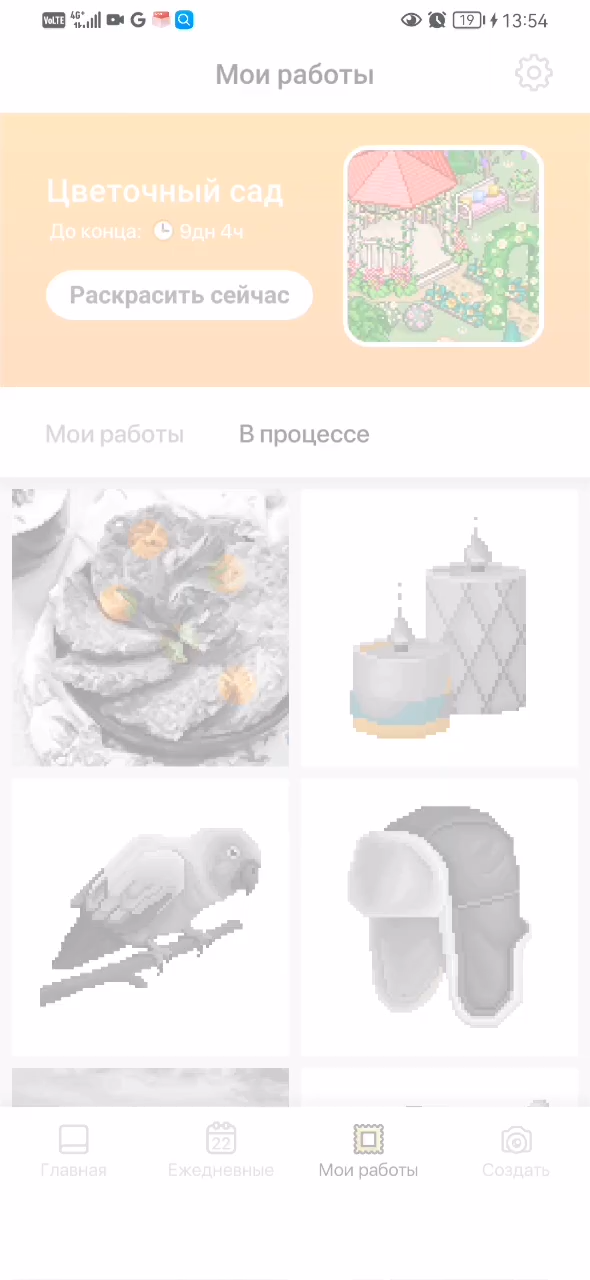 VoLTE 4G+ 19 13:54
Мои работы
Цветочный сад
До конца: 9дн 4ч
Раскрасить сейчас
Мои работы В процессе
22
Главная Ежедневные Мои работы Создать